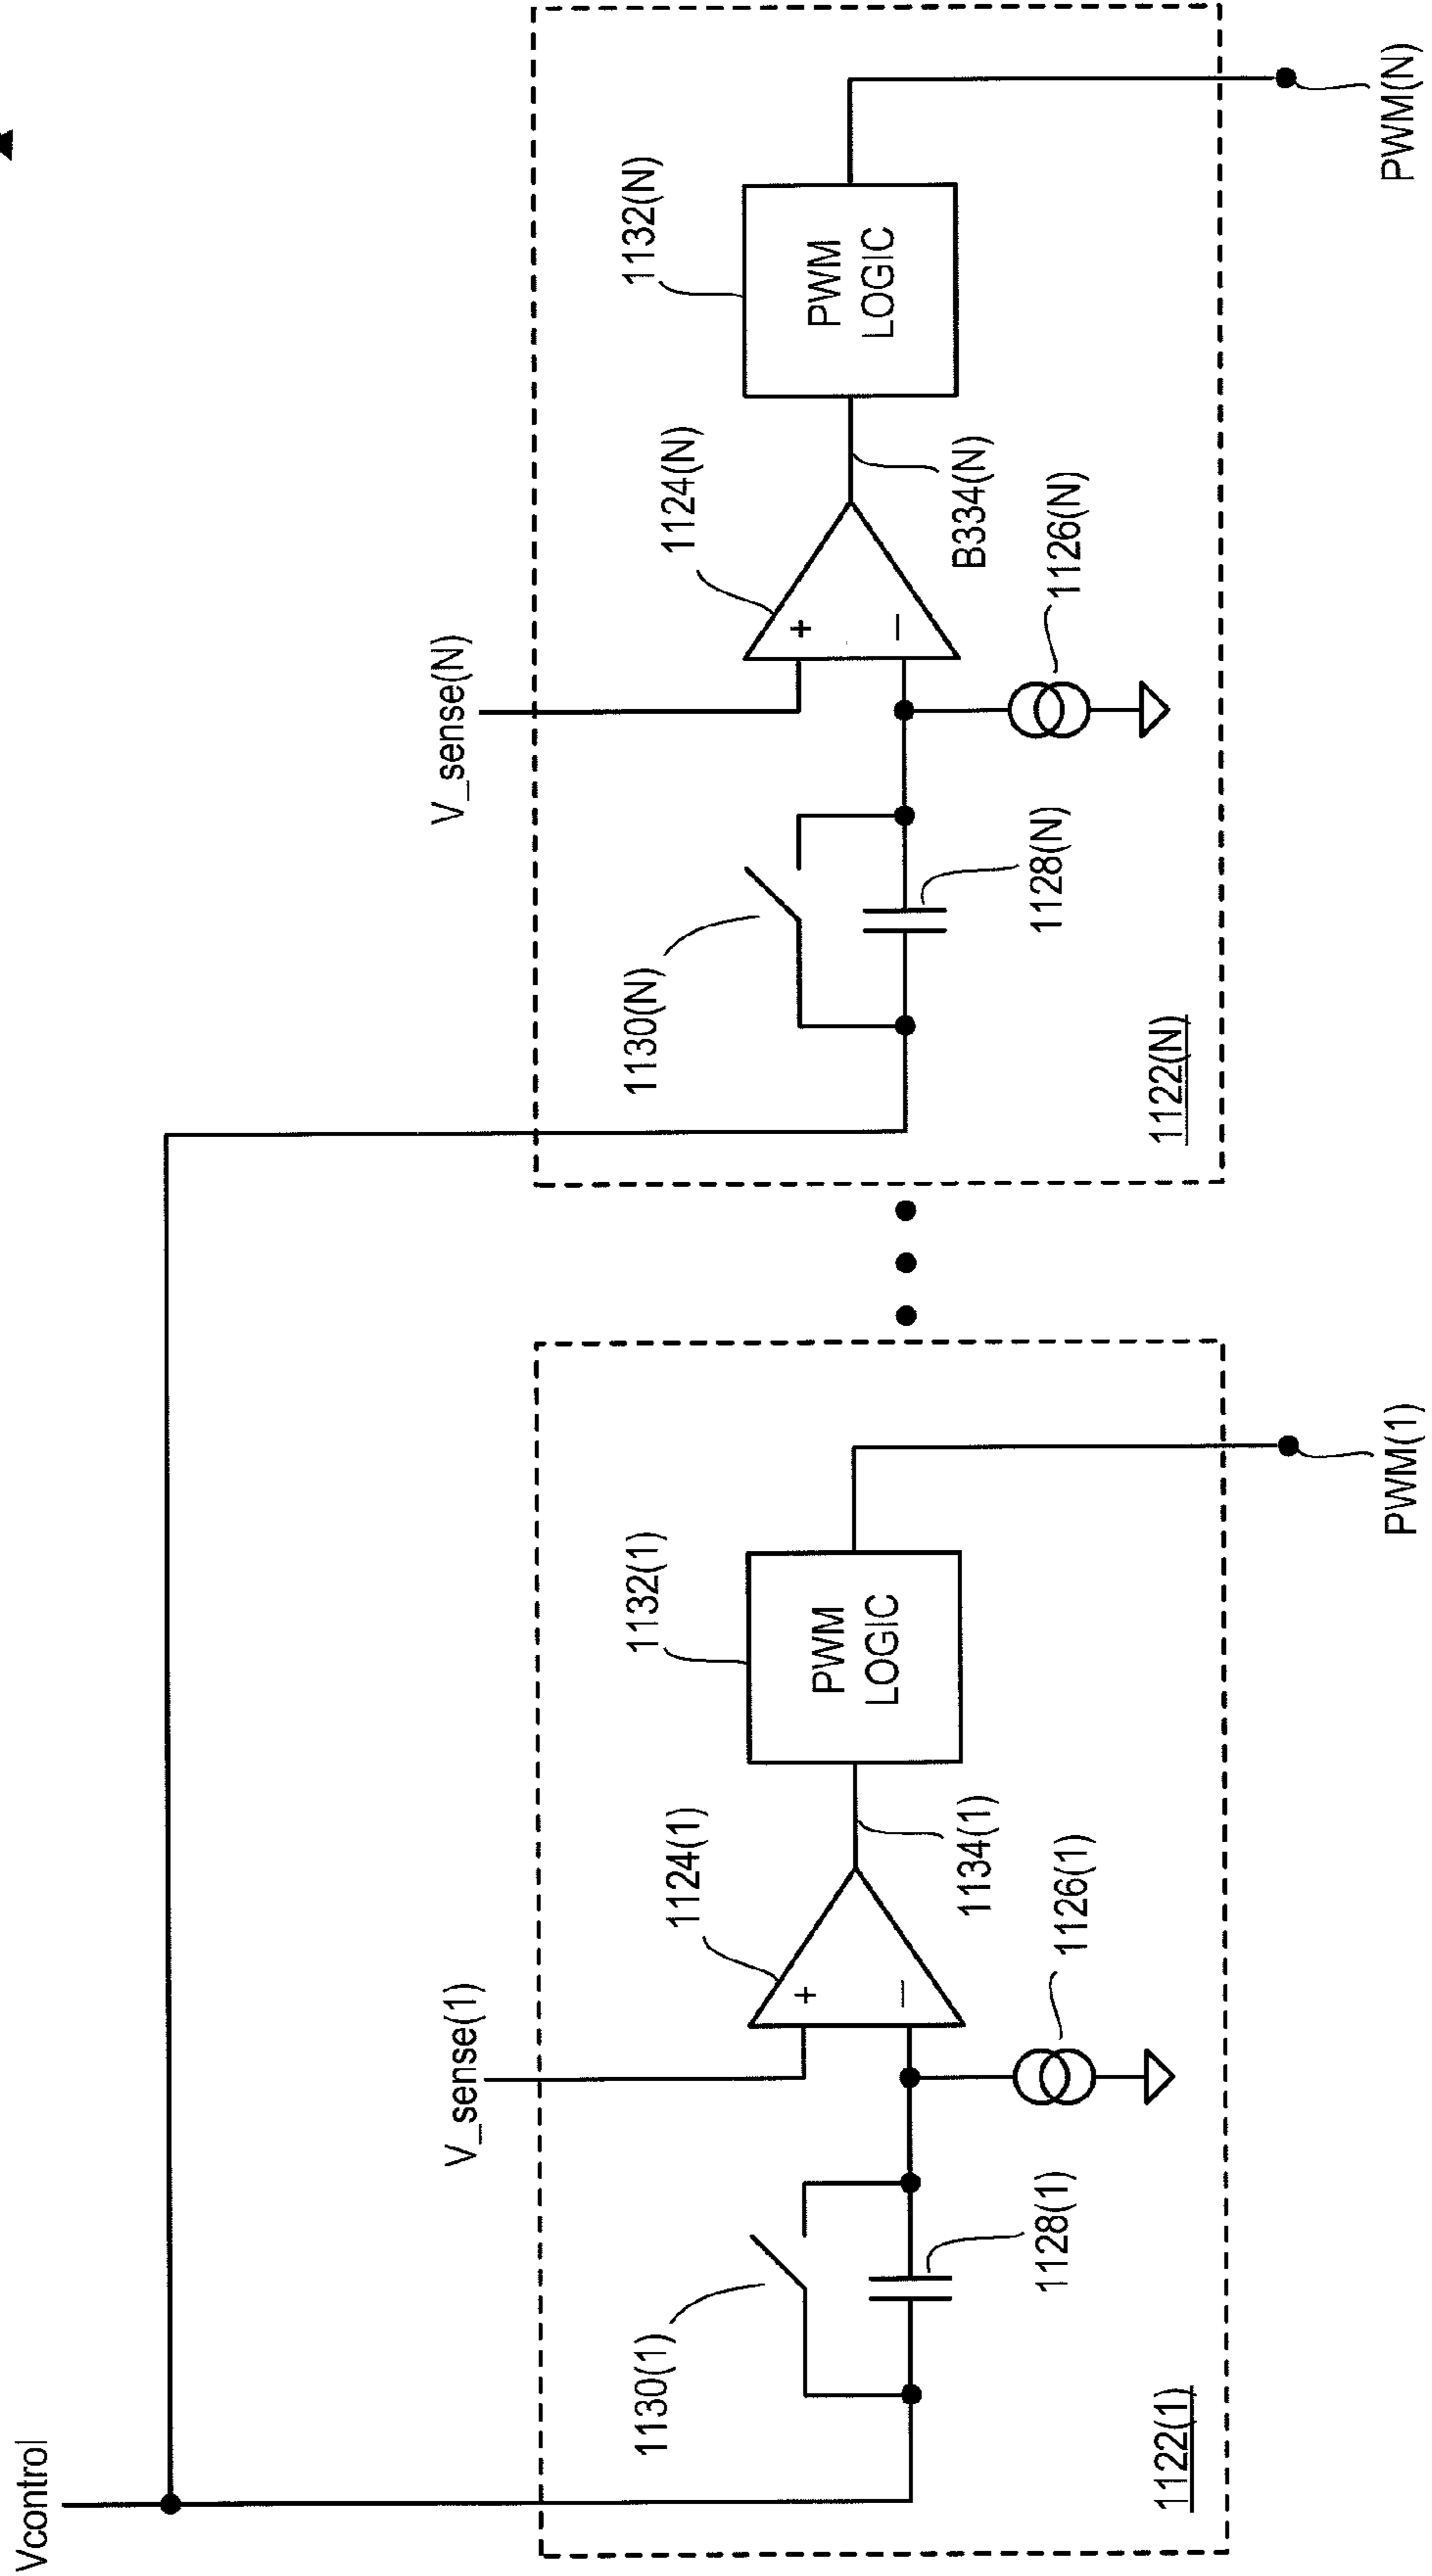 Vcontrol
V_sense(1)
1130(1)
1128(1)
1124(1)
+
−
1126(1)
1134(1)
1132(1)
PWM
LOGIC
1122(1)
PWM(1)
V_sense(N)
1130(N)
1128(N)
1124(N)
+
−
1126(N)
B334(N)
1132(N)
PWM
LOGIC
1122(N)
PWM(N)